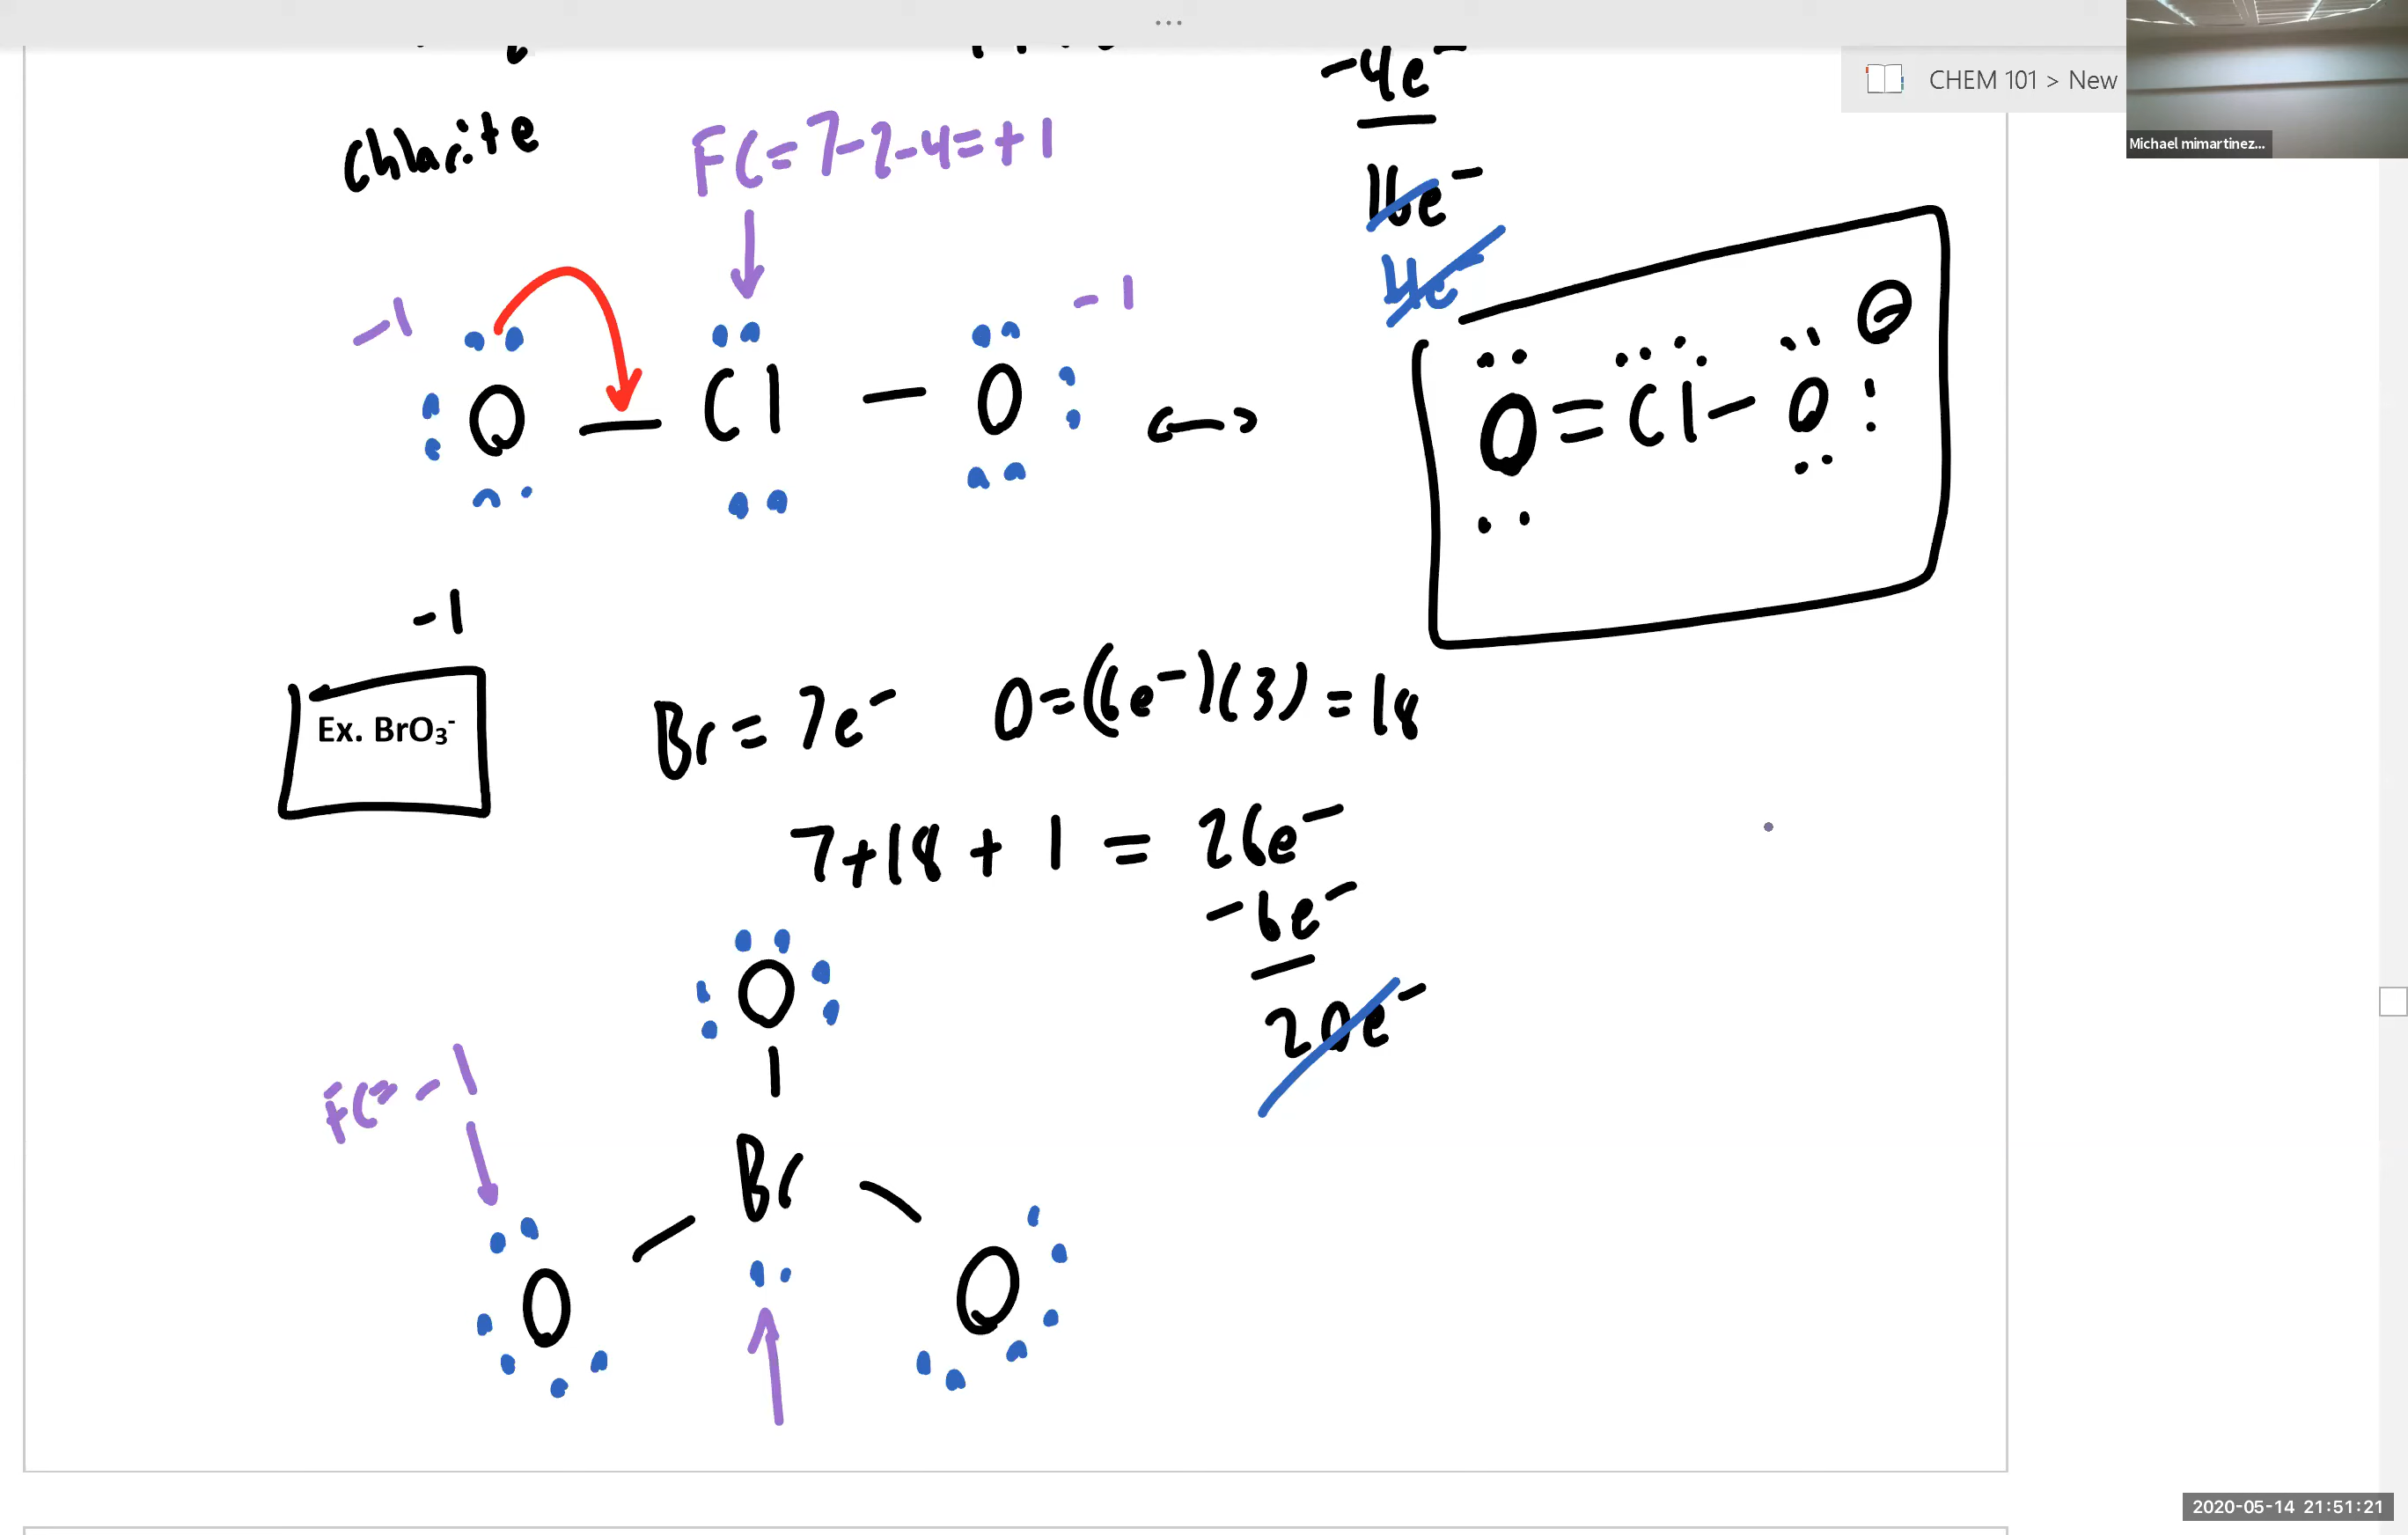 CHEM 101 > New
Michael mimartinez...
-4e⁻
Chlorite
FC=7-2-4=+1
16e⁻
4e⁻
-1
-1
O — Cl — O ↔
O=Cl-O ⊖
-1
Ex. BrO₃⁻
Br = 7e⁻ O=(6e⁻)(3) = 18
7+18 + 1 = 26e⁻
-6e⁻
20e⁻
O
FC= -1
Br
O O
2020-05-14 21:51:21